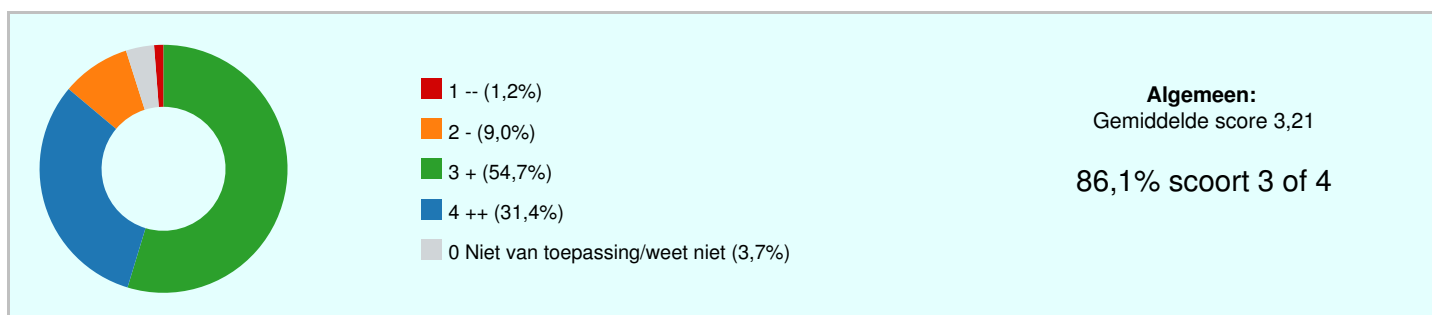 1 -- (1,2%)
2 - (9,0%)
3 + (54,7%)
4 ++ (31,4%)
0 Niet van toepassing/weet niet (3,7%)
Algemeen:
Gemiddelde score 3,21
86,1% scoort 3 of 4